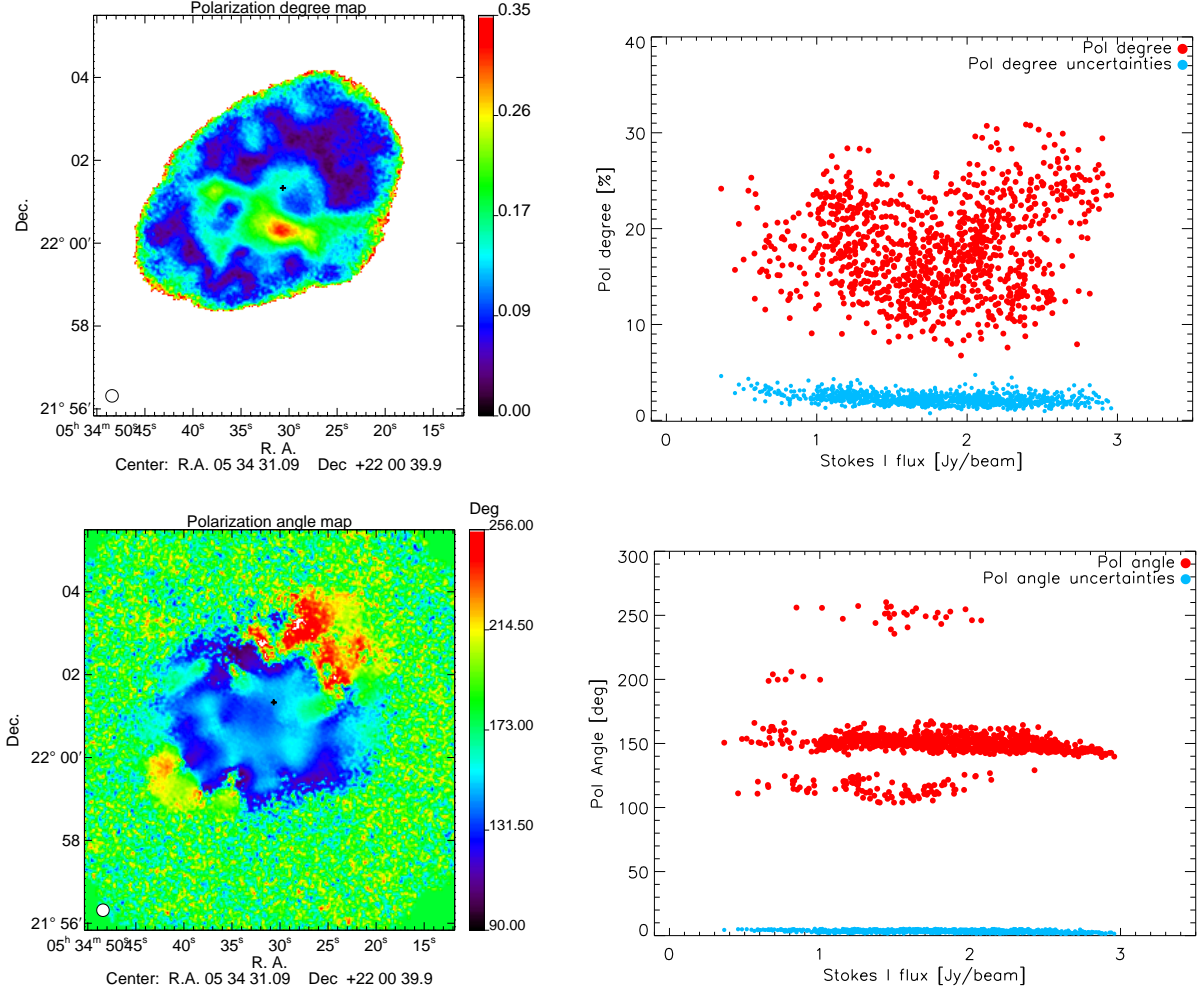 Polarization degree map
0.35
0.26
0.17
0.09
0.00
04
02
22° 00′
58
21° 56′
Dec.
05ʰ 34ᵐ 50ˢ 45ˢ 40ˢ 35ˢ 30ˢ 25ˢ 20ˢ 15ˢ
R. A.
Center: R.A. 05 34 31.09 Dec +22 00 39.9
40
30
20
10
0
Pol degree [%]
Pol degree
Pol degree uncertainties
0 1 2 3
Stokes I flux [Jy/beam]
Polarization angle map
Deg
256.00
214.50
173.00
131.50
90.00
04
02
22° 00′
58
21° 56′
Dec.
05ʰ 34ᵐ 50ˢ 45ˢ 40ˢ 35ˢ 30ˢ 25ˢ 20ˢ 15ˢ
R. A.
Center: R.A. 05 34 31.09 Dec +22 00 39.9
300
250
200
150
100
50
0
Pol Angle [deg]
Pol angle
Pol angle uncertainties
0 1 2 3
Stokes I flux [Jy/beam]